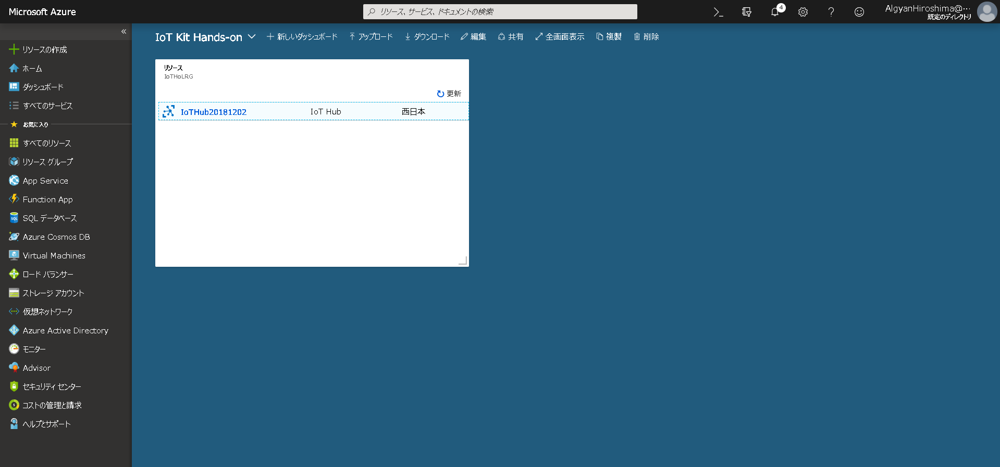 Microsoft Azure
リソース、サービス、ドキュメントの検索
4
AlgyanHiroshima@…
既定のディレクトリ
リソースの作成
ホーム
ダッシュボード
すべてのサービス
お気に入り
すべてのリソース
リソース グループ
App Service
Function App
SQL データベース
Azure Cosmos DB
Virtual Machines
ロード バランサー
ストレージ アカウント
仮想ネットワーク
Azure Active Directory
モニター
Advisor
セキュリティ センター
コストの管理と請求
ヘルプとサポート
IoT Kit Hands-on 新しいダッシュボード アップロード ダウンロード 編集 共有 全画面表示 複製 削除
リソース
IoTHoLRG
更新
IoTHub20181202 IoT Hub 西日本